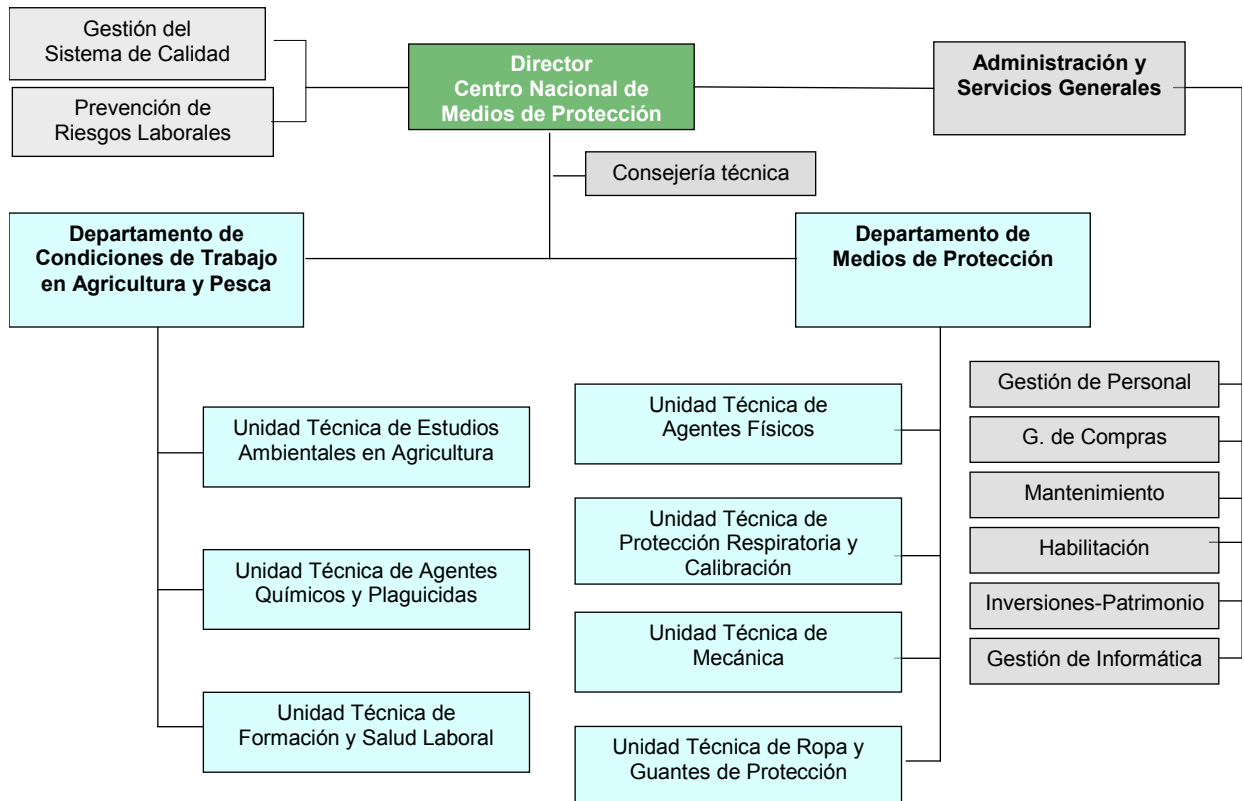 Gestión del
Sistema de Calidad
Prevención de
Riesgos Laborales
Director
Centro Nacional de
Medios de Protección
Administración y
Servicios Generales
Consejería técnica
Departamento de
Condiciones de Trabajo
en Agricultura y Pesca
Departamento de
Medios de Protección
Unidad Técnica de Estudios
Ambientales en Agricultura
Unidad Técnica de Agentes
Químicos y Plaguicidas
Unidad Técnica de
Formación y Salud Laboral
Unidad Técnica de
Agentes Físicos
Unidad Técnica de
Protección Respiratoria y
Calibración
Unidad Técnica de
Mecánica
Unidad Técnica de Ropa y
Guantes de Protección
Gestión de Personal
G. de Compras
Mantenimiento
Habilitación
Inversiones-Patrimonio
Gestión de Informática